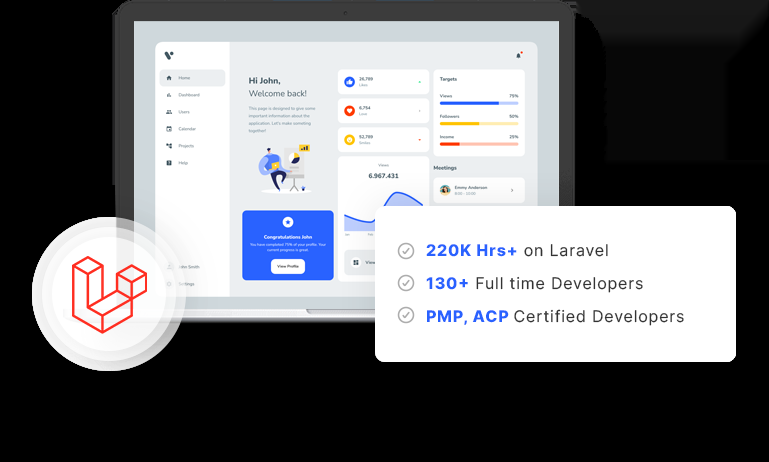 Home
Dashboard
Users
Calendar
Projects
Help
Settings
Hi John,
Welcome back!
This page is designed to give some
important information about the
application. Let's make someting
together!
Congratulations John
You have completed 75% of your profile. Your
current progress is great.
View Profile
28,789
Likes
6,754
Love
52,789
Smiles
Views
6.967.431
Jan
View
Targets
Views 75%
Followers 50%
Income 25%
Meetings
Emmy Anderson
220K Hrs+ on Laravel
130+ Full time Developers
PMP, ACP Certified Developers